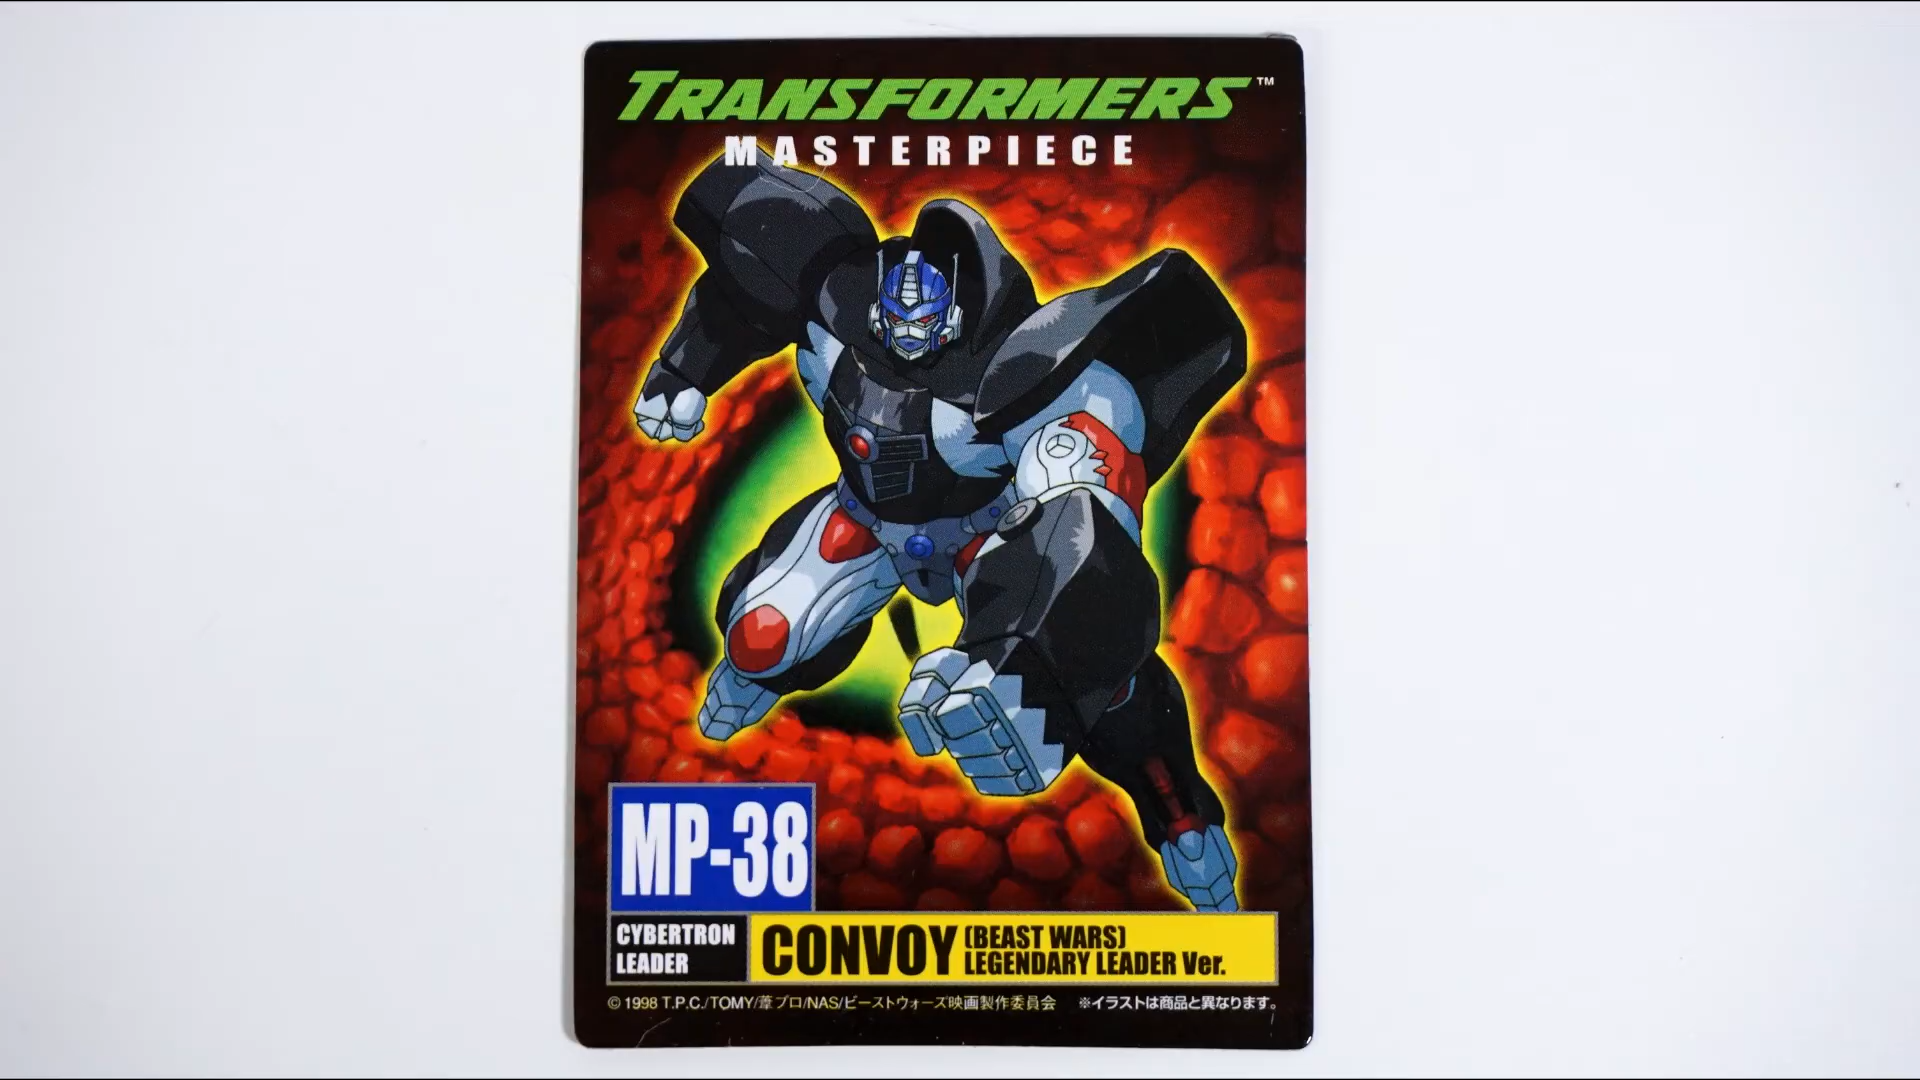 TRANSFORMERS™
MASTERPIECE
MP-38
CYBERTRON
LEADER
CONVOY
(BEAST WARS)
LEGENDARY LEADER Ver.
© 1998 T.P.C./TOMY/葦プロ/NAS/ビーストウォーズ映画製作委員会 ※イラストは商品と異なります。